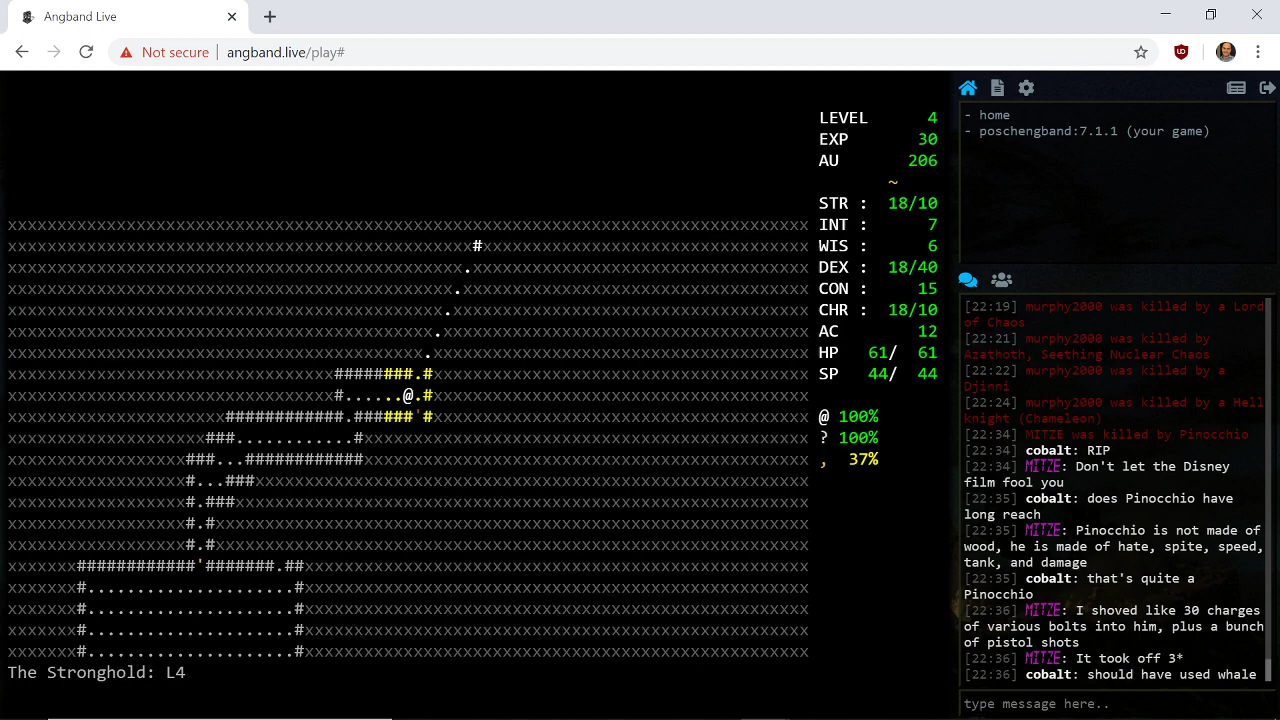 Angband Live
Not secure angband.live/play#
LEVEL 4
EXP 30
AU 206
~
STR : 18/10
INT : 7
WIS : 6
DEX : 18/40
CON : 15
CHR : 18/10
AC 12
HP 61/ 61
SP 44/ 44
@ 100%
? 100%
, 37%
The Stronghold: L4
- home
- poschengband:7.1.1 (your game)
[22:19] murphy2000 was killed by a Lord
of Chaos
[22:21] murphy2000 was killed by
Azathoth, Seething Nuclear Chaos
[22:22] murphy2000 was killed by a
Djinni
[22:24] murphy2000 was killed by a Hell
knight (Chameleon)
[22:34] MITZE was killed by Pinocchio
[22:34] cobalt: RIP
[22:34] MITZE: Don't let the Disney
film fool you
[22:35] cobalt: does Pinocchio have
long reach
[22:35] MITZE: Pinocchio is not made of
wood, he is made of hate, spite, speed,
tank, and damage
[22:35] cobalt: that's quite a
Pinocchio
[22:36] MITZE: I shoved like 30 charges
of various bolts into him, plus a bunch
of pistol shots
[22:36] MITZE: It took off 3*
[22:36] cobalt: should have used whale
type message here..